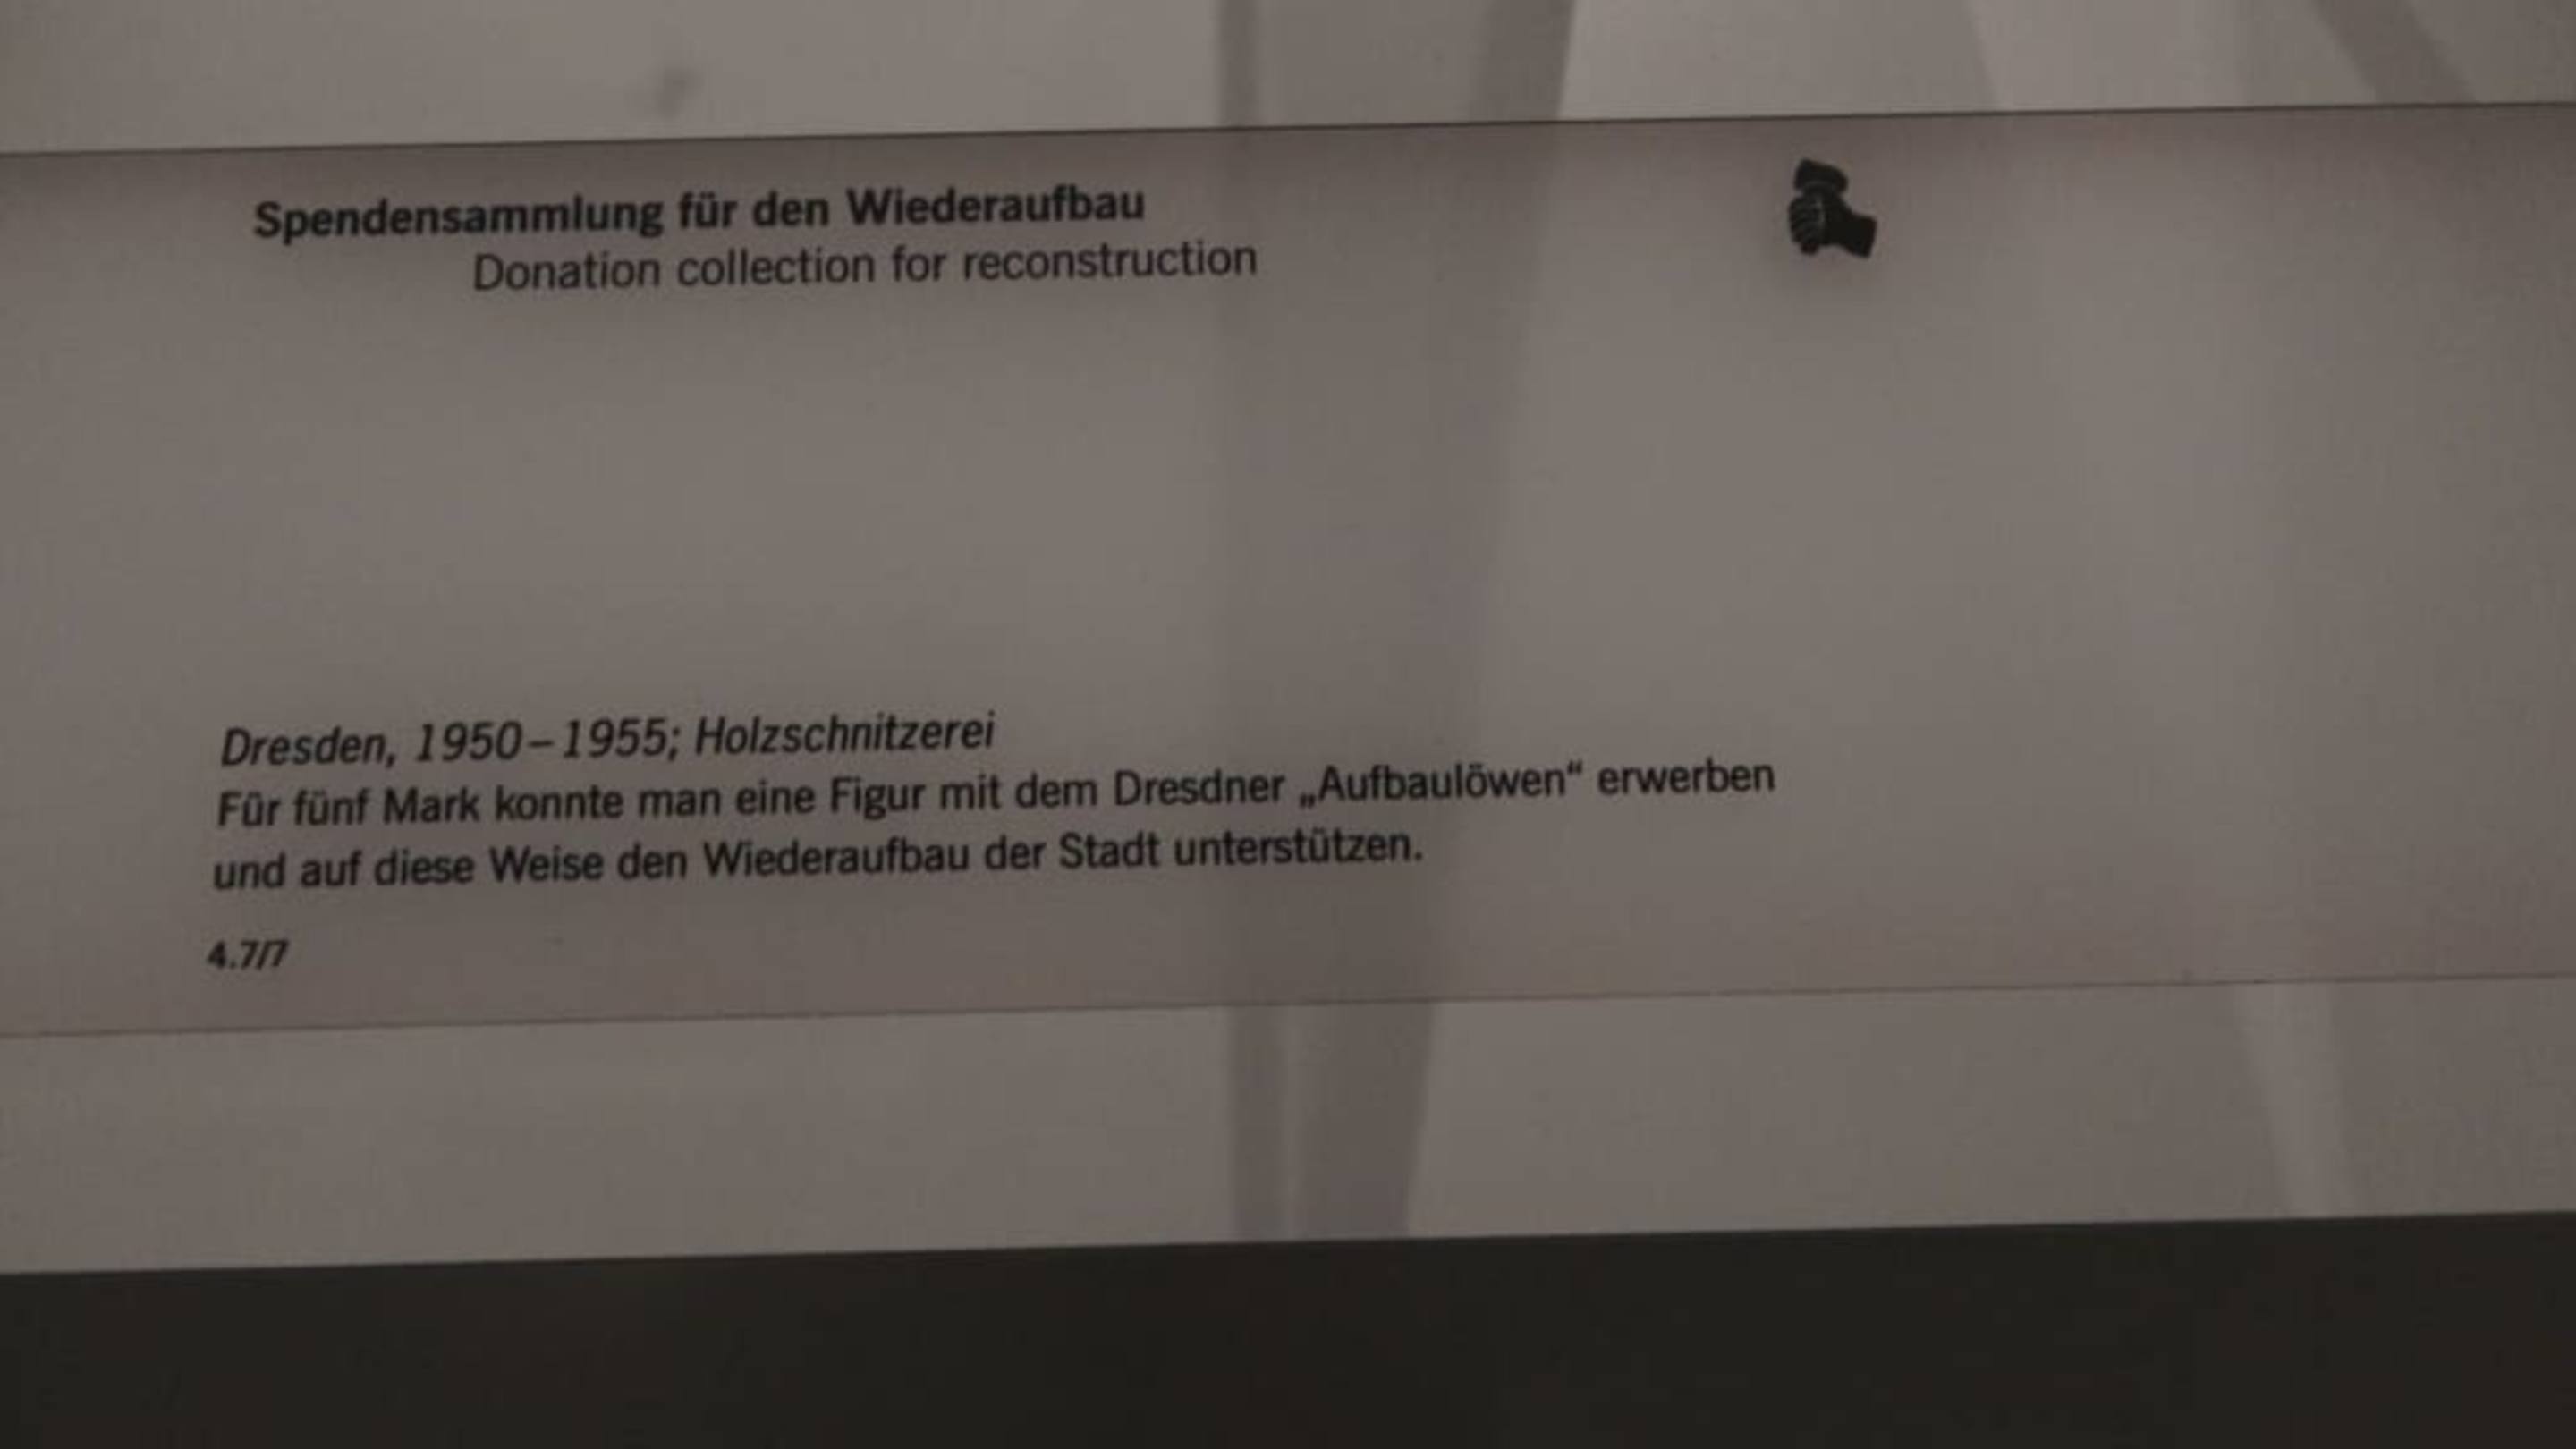 Spendensammlung für den Wiederaufbau
Donation collection for reconstruction
Dresden, 1950–1955; Holzschnitzerei
Für fünf Mark konnte man eine Figur mit dem Dresdner „Aufbaulöwen“ erwerben
und auf diese Weise den Wiederaufbau der Stadt unterstützen.
4.7/7